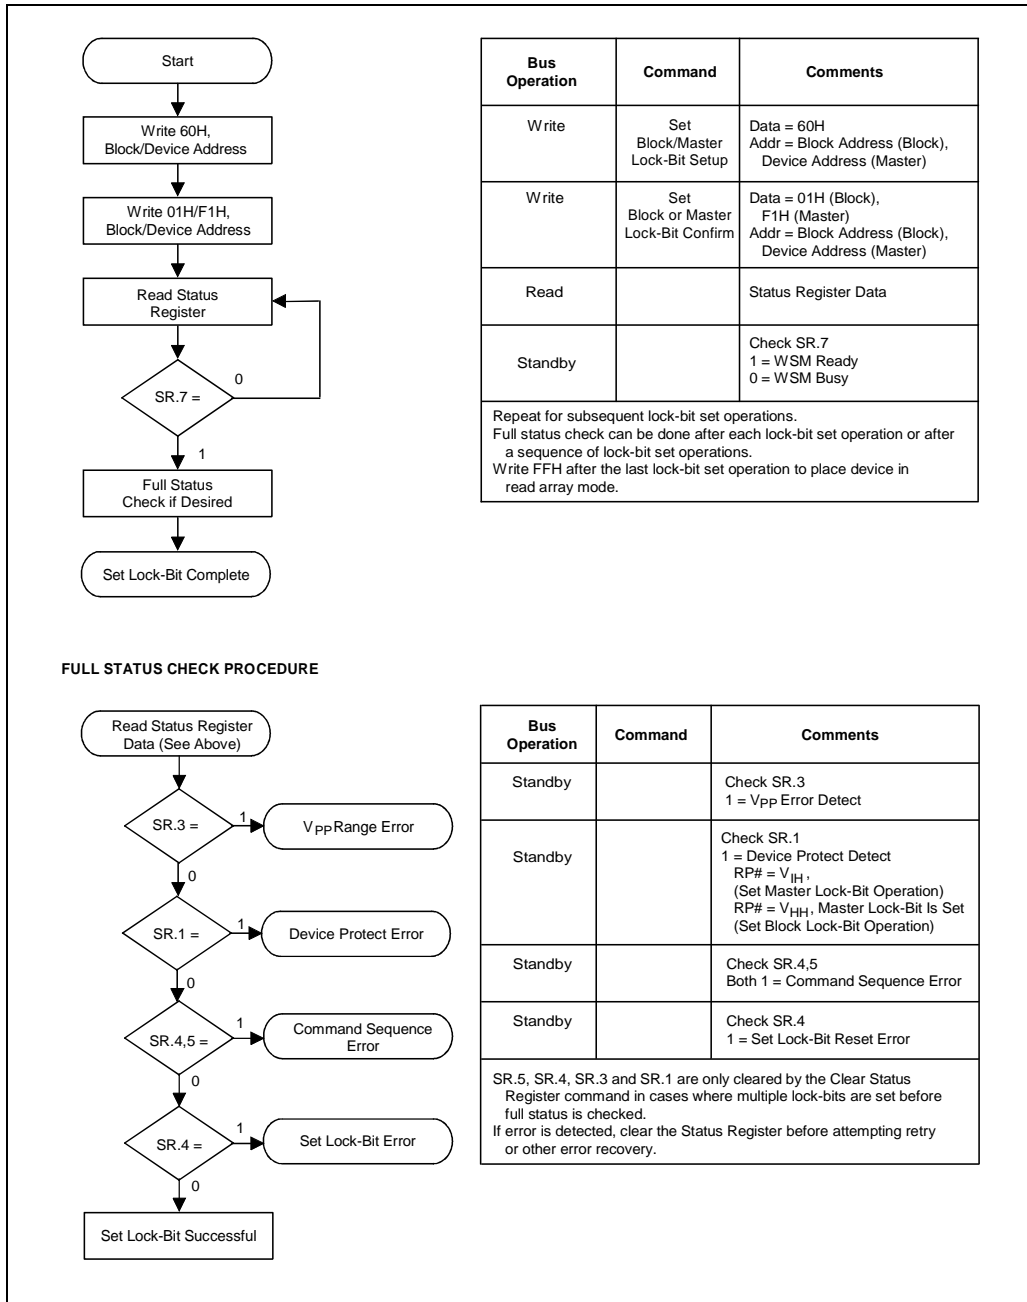 Start
Write 60H,
Block/Device Address
Write 01H/F1H,
Block/Device Address
Read Status
Register
SR.7 =
0
1
Full Status
Check if Desired
Set Lock-Bit Complete
Bus
Operation
Command
Comments
Write
Set
Block/Master
Lock-Bit Setup
Data = 60H
Addr = Block Address (Block),
Device Address (Master)
Write
Set
Block or Master
Lock-Bit Confirm
Data = 01H (Block),
F1H (Master)
Addr = Block Address (Block),
Device Address (Master)
Read
Status Register Data
Standby
Check SR.7
1 = WSM Ready
0 = WSM Busy
Repeat for subsequent lock-bit set operations.
Full status check can be done after each lock-bit set operation or after
a sequence of lock-bit set operations.
Write FFH after the last lock-bit set operation to place device in
read array mode.
FULL STATUS CHECK PROCEDURE
Read Status Register
Data (See Above)
SR.3 =
1
VPP Range Error
0
SR.1 =
1
Device Protect Error
0
SR.4,5 =
1
Command Sequence
Error
0
SR.4 =
1
Set Lock-Bit Error
0
Set Lock-Bit Successful
Bus
Operation
Command
Comments
Standby
Check SR.3
1 = VPP Error Detect
Standby
Check SR.1
1 = Device Protect Detect
RP# = VIH,
(Set Master Lock-Bit Operation)
RP# = VHH, Master Lock-Bit Is Set
(Set Block Lock-Bit Operation)
Standby
Check SR.4,5
Both 1 = Command Sequence Error
Standby
Check SR.4
1 = Set Lock-Bit Reset Error
SR.5, SR.4, SR.3 and SR.1 are only cleared by the Clear Status
Register command in cases where multiple lock-bits are set before
full status is checked.
If error is detected, clear the Status Register before attempting retry
or other error recovery.